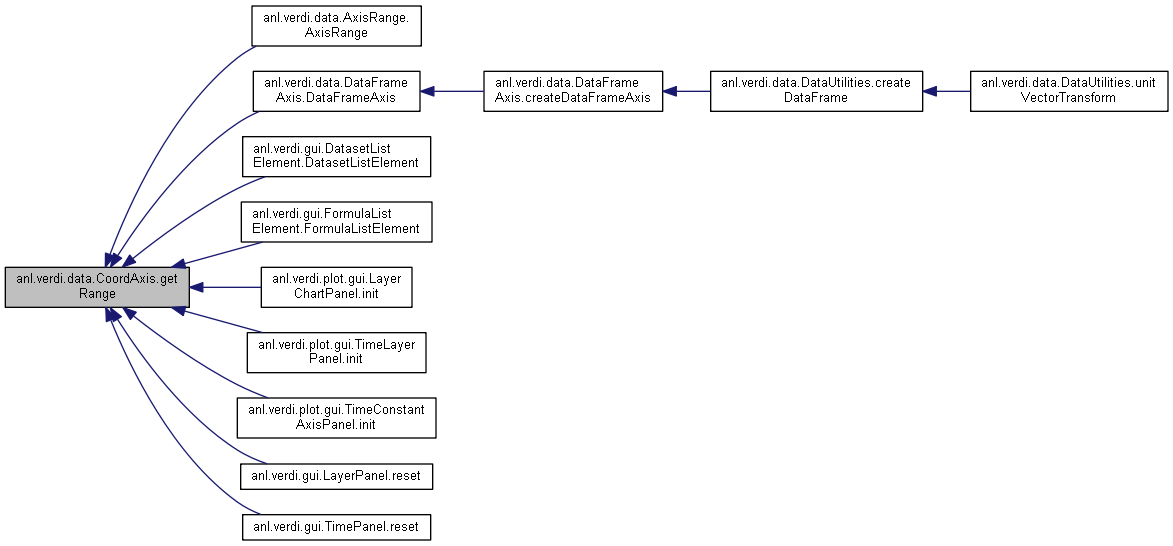 anl.verdi.data.AxisRange.
AxisRange
anl.verdi.data.DataFrame
Axis.DataFrameAxis
anl.verdi.data.DataFrame
Axis.createDataFrameAxis
anl.verdi.data.DataUtilities.create
DataFrame
anl.verdi.data.DataUtilities.unit
VectorTransform
anl.verdi.gui.DatasetList
Element.DatasetListElement
anl.verdi.gui.FormulaList
Element.FormulaListElement
anl.verdi.data.CoordAxis.get
Range
anl.verdi.plot.gui.Layer
ChartPanel.init
anl.verdi.plot.gui.TimeLayer
Panel.init
anl.verdi.plot.gui.TimeConstant
AxisPanel.init
anl.verdi.gui.LayerPanel.reset
anl.verdi.gui.TimePanel.reset